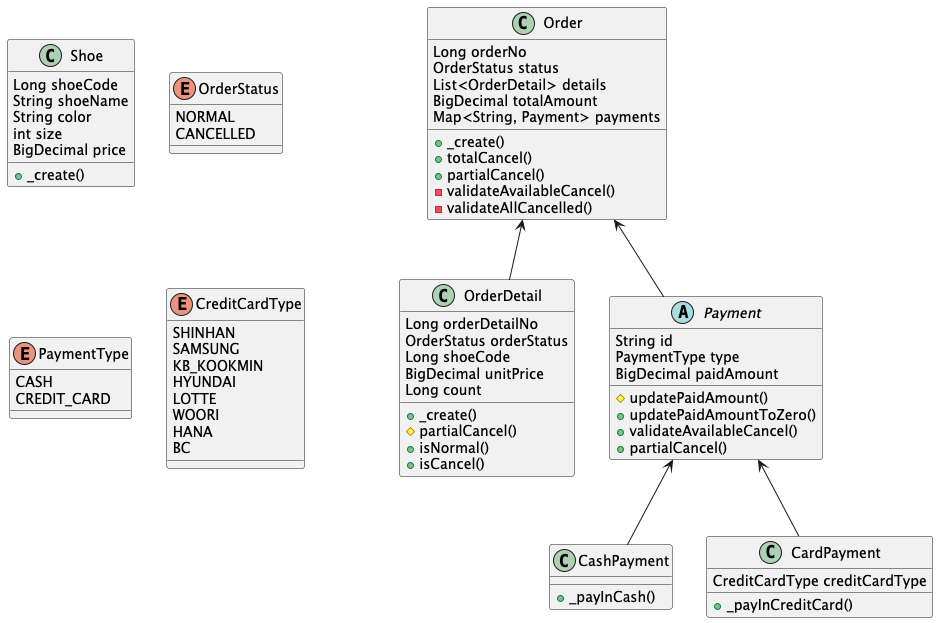 C Shoe
Long shoeCode
String shoeName
String color
int size
BigDecimal price
_create()
E OrderStatus
NORMAL
CANCELLED
C Order
Long orderNo
OrderStatus status
List<OrderDetail> details
BigDecimal totalAmount
Map<String, Payment> payments
_create()
totalCancel()
partialCancel()
validateAvailableCancel()
validateAllCancelled()
E PaymentType
CASH
CREDIT_CARD
E CreditCardType
SHINHAN
SAMSUNG
KB_KOOKMIN
HYUNDAI
LOTTE
WOORI
HANA
BC
C OrderDetail
Long orderDetailNo
OrderStatus orderStatus
Long shoeCode
BigDecimal unitPrice
Long count
_create()
partialCancel()
isNormal()
isCancel()
A Payment
String id
PaymentType type
BigDecimal paidAmount
updatePaidAmount()
updatePaidAmountToZero()
validateAvailableCancel()
partialCancel()
C CashPayment
_payInCash()
C CardPayment
CreditCardType creditCardType
_payInCreditCard()